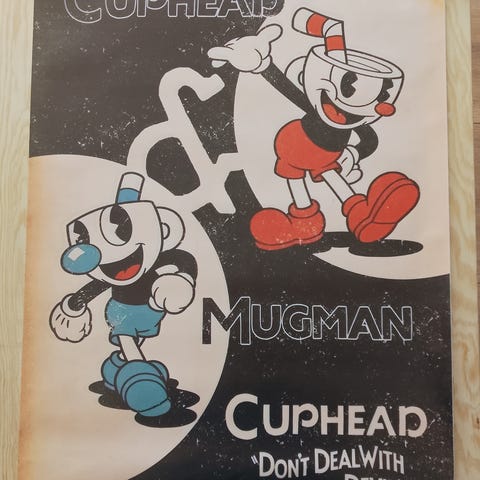 CUPHEAD
&
MUGMAN
CUPHEAD
"DON'T DEAL WITH